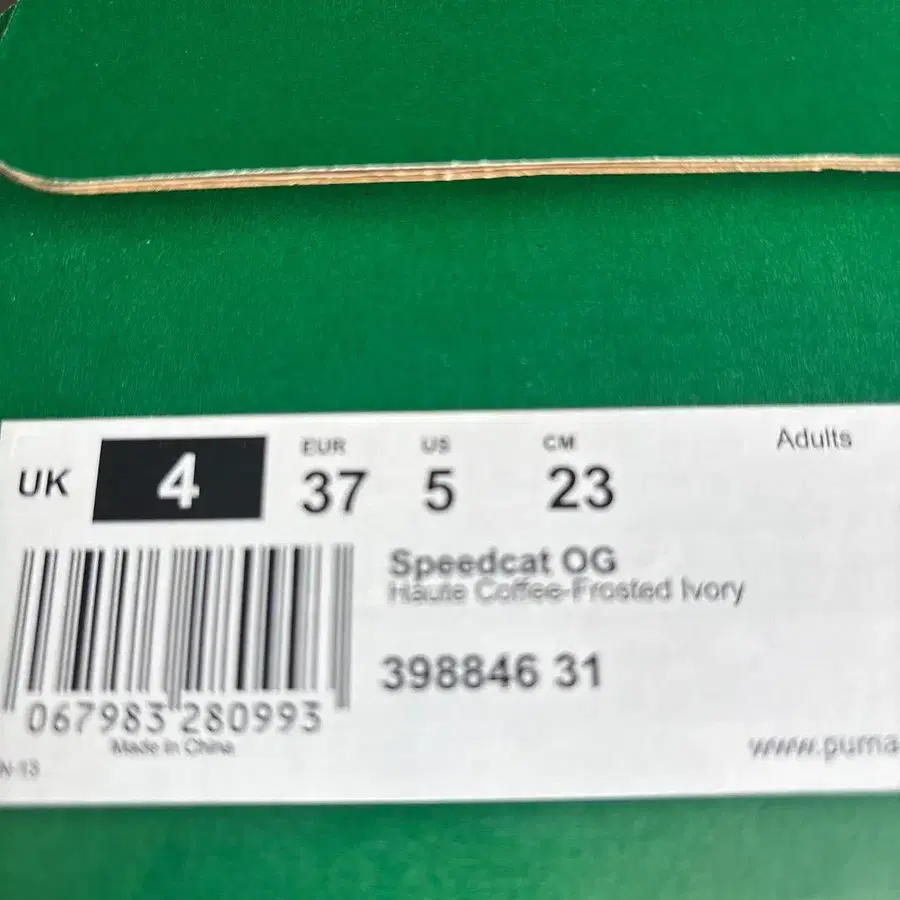 EUR US CM Adults
UK 4 37 5 23
Speedcat OG
Haute Coffee-Frosted Ivory
398846 31
067983 280993
Made in China
www.puma
N-13